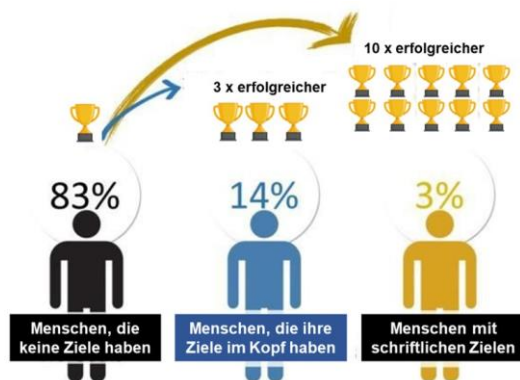 10 x erfolgreicher
3 x erfolgreicher
83%
14%
3%
Menschen, die
keine Ziele haben
Menschen, die ihre
Ziele im Kopf haben
Menschen mit
schriftlichen Zielen